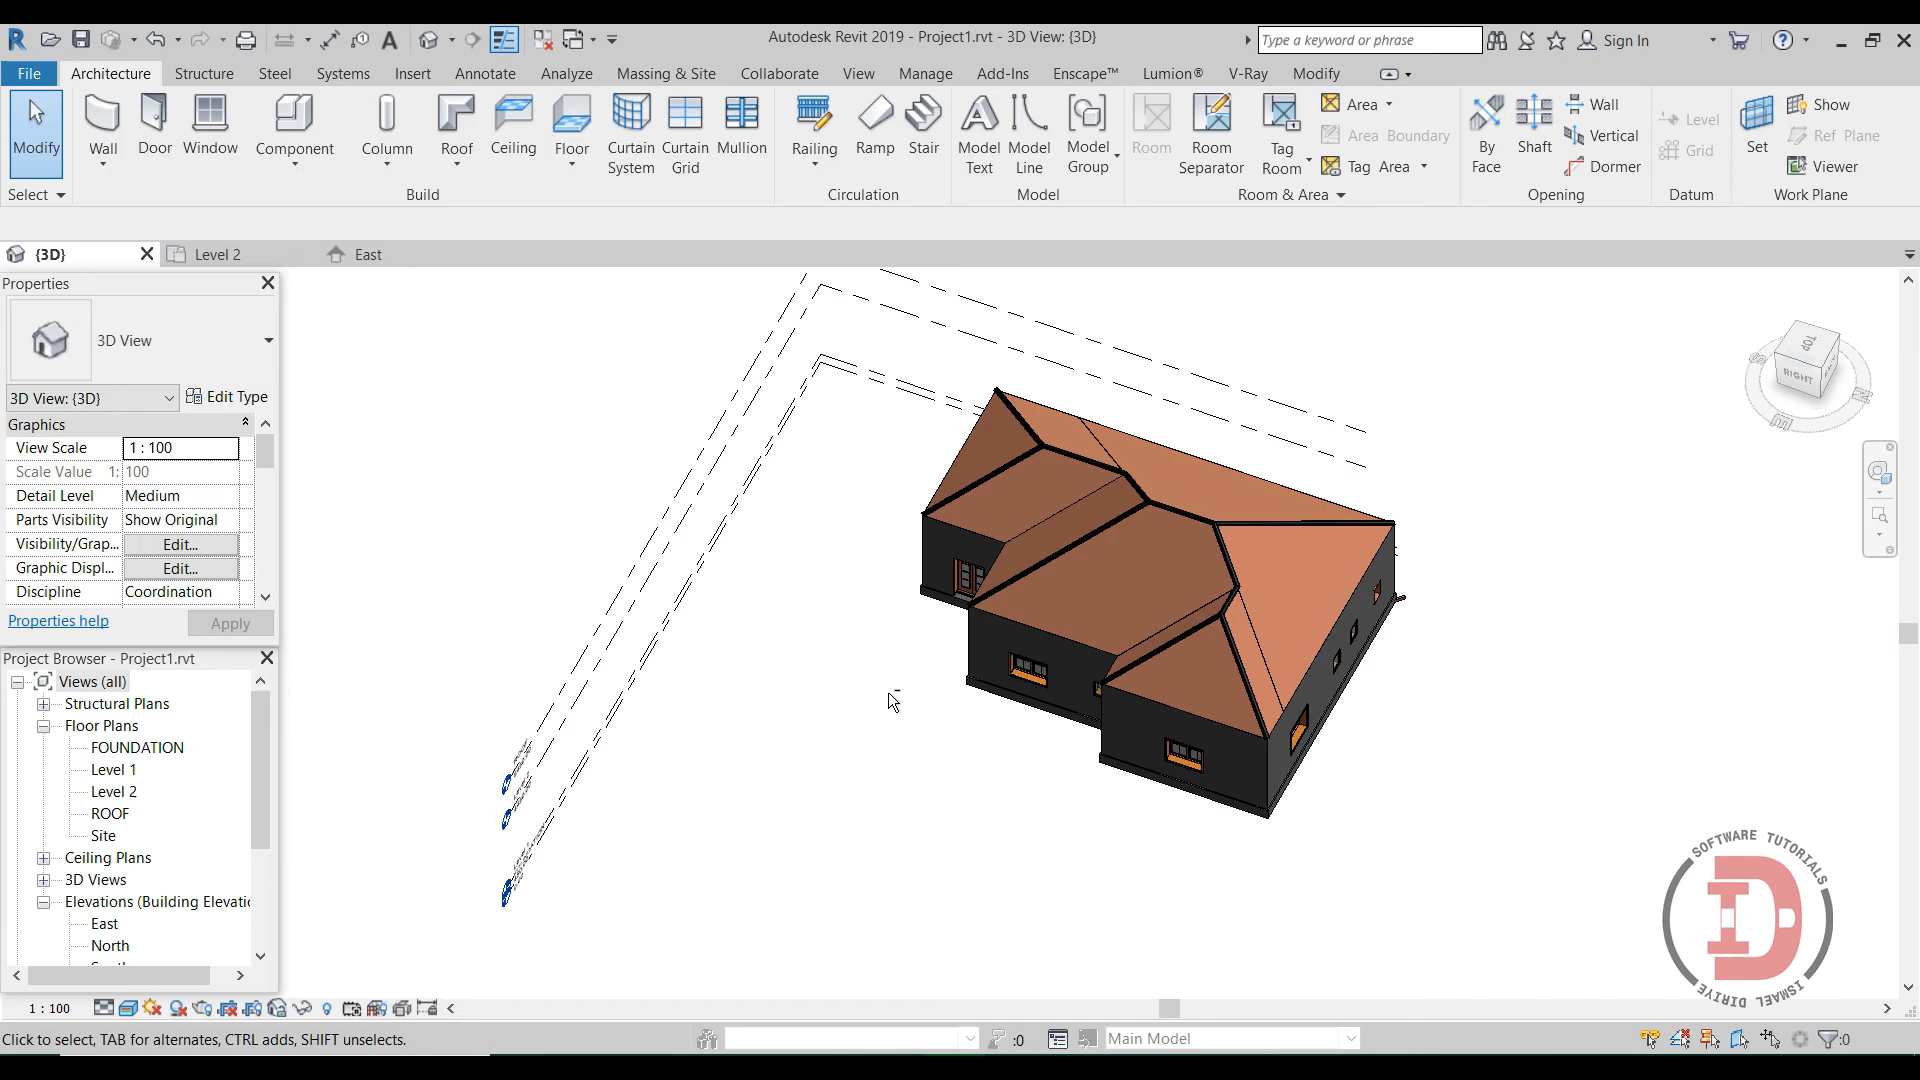 Autodesk Revit 2019 - Project1.rvt - 3D View: {3D}
Type a keyword or phrase
Sign In
File Architecture Structure Steel Systems Insert Annotate Analyze Massing & Site Collaborate View Manage Add-Ins Enscape™ Lumion® V-Ray Modify
Modify
Wall
Door
Window
Component
Column
Roof
Ceiling
Floor
Curtain System
Curtain Grid
Mullion
Railing
Ramp
Stair
Model Text
Model Line
Model Group
Room
Room Separator
Tag Room
Area
Area Boundary
Tag Area
By Face
Shaft
Wall
Vertical
Dormer
Level
Grid
Set
Show
Ref Plane
Viewer
Select
Build
Circulation
Model
Room & Area
Opening
Datum
Work Plane
{3D}
Level 2
East
Properties
3D View
3D View: {3D}
Edit Type
Graphics
View Scale 1 : 100
Scale Value 1: 100
Detail Level Medium
Parts Visibility Show Original
Visibility/Grap... Edit...
Graphic Displ... Edit...
Discipline Coordination
Properties help
Apply
Project Browser - Project1.rvt
Views (all)
Structural Plans
Floor Plans
FOUNDATION
Level 1
Level 2
ROOF
Site
Ceiling Plans
3D Views
Elevations (Building Elevatio
East
North
TOP
RIGHT
SOFTWARE TUTORIALS
ISMAEL DIRIYE
1 : 100
Click to select, TAB for alternates, CTRL adds, SHIFT unselects.
:0
Main Model
:0